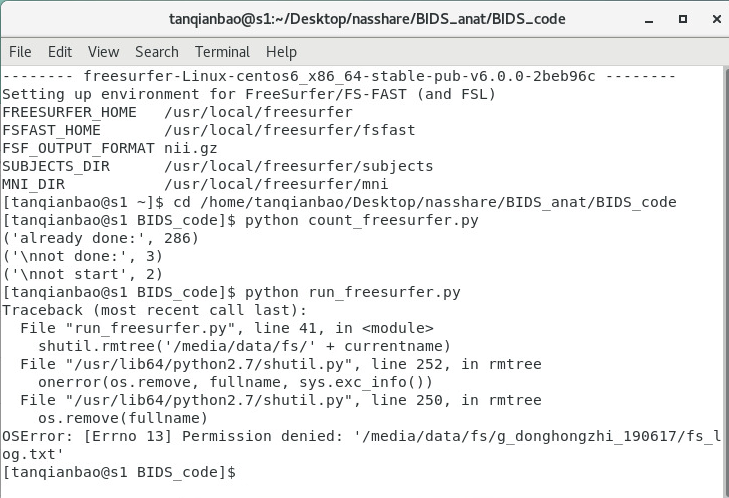 tanqianbao@s1:~/Desktop/nasshare/BIDS_anat/BIDS_code
File Edit View Search Terminal Help
-------- freesurfer-Linux-centos6_x86_64-stable-pub-v6.0.0-2beb96c --------
Setting up environment for FreeSurfer/FS-FAST (and FSL)
FREESURFER_HOME   /usr/local/freesurfer
FSFAST_HOME       /usr/local/freesurfer/fsfast
FSF_OUTPUT_FORMAT nii.gz
SUBJECTS_DIR      /usr/local/freesurfer/subjects
MNI_DIR           /usr/local/freesurfer/mni
[tanqianbao@s1 ~]$ cd /home/tanqianbao/Desktop/nasshare/BIDS_anat/BIDS_code
[tanqianbao@s1 BIDS_code]$ python count_freesurfer.py
('already done:', 286)
('\nnot done:', 3)
('\nnot start', 2)
[tanqianbao@s1 BIDS_code]$ python run_freesurfer.py
Traceback (most recent call last):
  File "run_freesurfer.py", line 41, in <module>
    shutil.rmtree('/media/data/fs/' + currentname)
  File "/usr/lib64/python2.7/shutil.py", line 252, in rmtree
    onerror(os.remove, fullname, sys.exc_info())
  File "/usr/lib64/python2.7/shutil.py", line 250, in rmtree
    os.remove(fullname)
OSError: [Errno 13] Permission denied: '/media/data/fs/g_donghongzhi_190617/fs_l
og.txt'
[tanqianbao@s1 BIDS_code]$